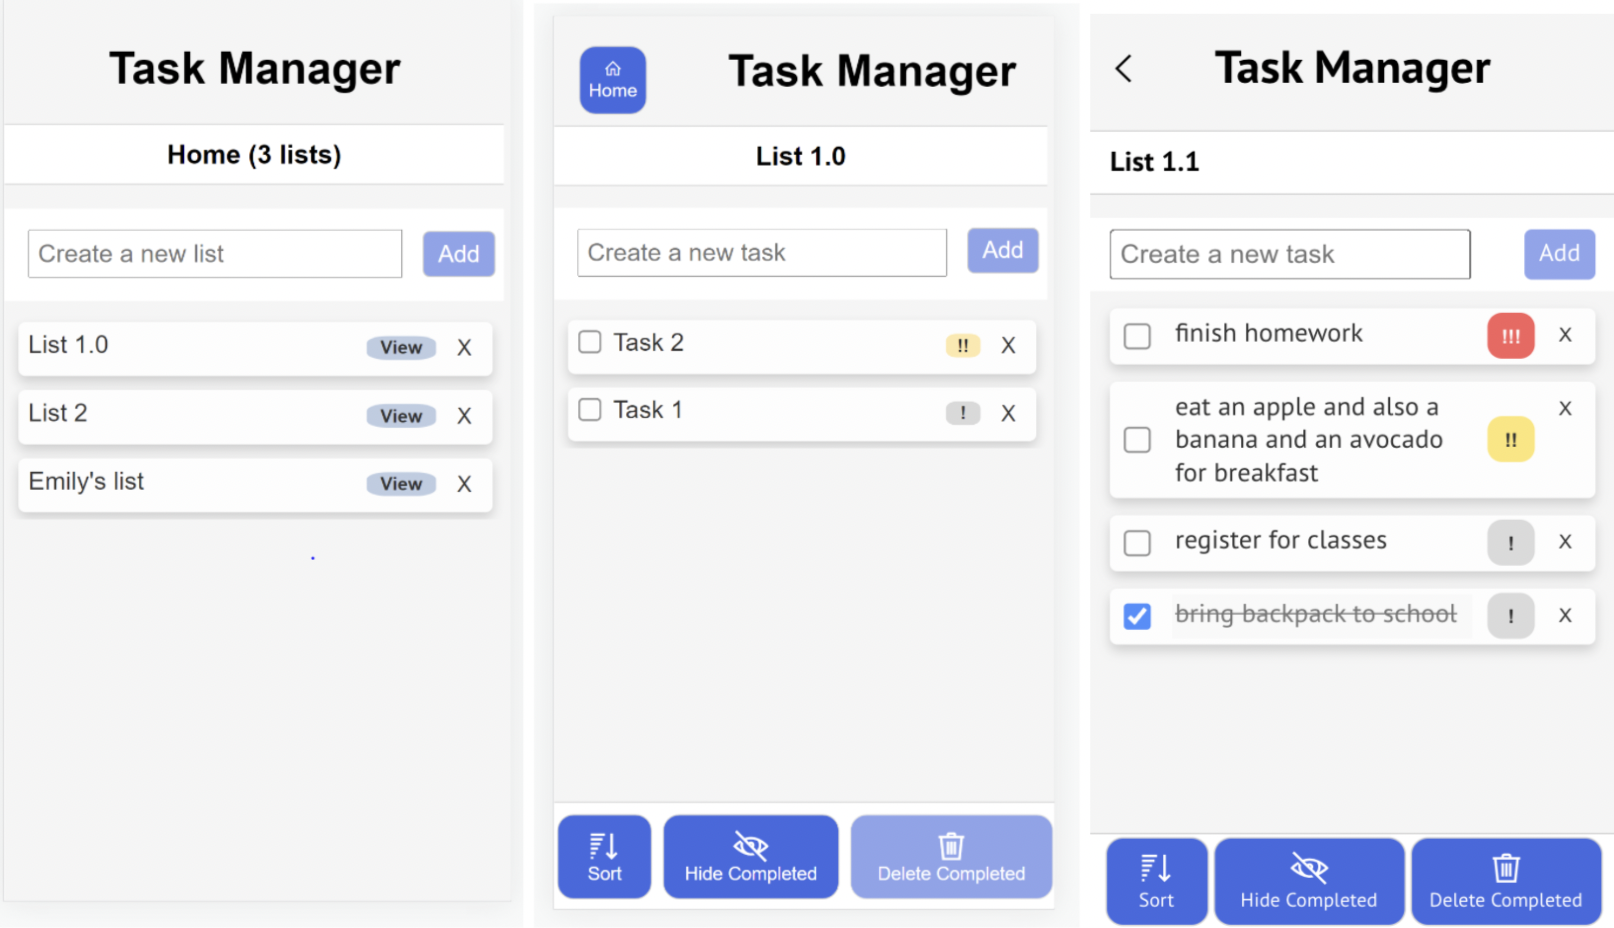 Task Manager
Home (3 lists)
Create a new list
Add
List 1.0
View
X
List 2
View
X
Emily's list
View
X
Home
Task Manager
List 1.0
Create a new task
Add
Task 2
!!
X
Task 1
!
X
Sort
Hide Completed
Delete Completed
Task Manager
List 1.1
Create a new task
Add
finish homework
!!!
X
eat an apple and also a
banana and an avocado
for breakfast
!!
X
register for classes
!
X
bring backpack to school
!
X
Sort
Hide Completed
Delete Completed